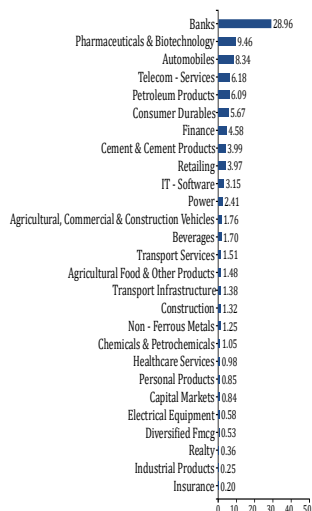 Banks 28.96
Pharmaceuticals & Biotechnology 9.46
Automobiles 8.34
Telecom - Services 6.18
Petroleum Products 6.09
Consumer Durables 5.67
Finance 4.58
Cement & Cement Products 3.99
Retailing 3.97
IT - Software 3.15
Power 2.41
Agricultural, Commercial & Construction Vehicles 1.76
Beverages 1.70
Transport Services 1.51
Agricultural Food & Other Products 1.48
Transport Infrastructure 1.38
Construction 1.32
Non - Ferrous Metals 1.25
Chemicals & Petrochemicals 1.05
Healthcare Services 0.98
Personal Products 0.85
Capital Markets 0.84
Electrical Equipment 0.58
Diversified Fmcg 0.53
Realty 0.36
Industrial Products 0.25
Insurance 0.20
0 10 20 30 40 50